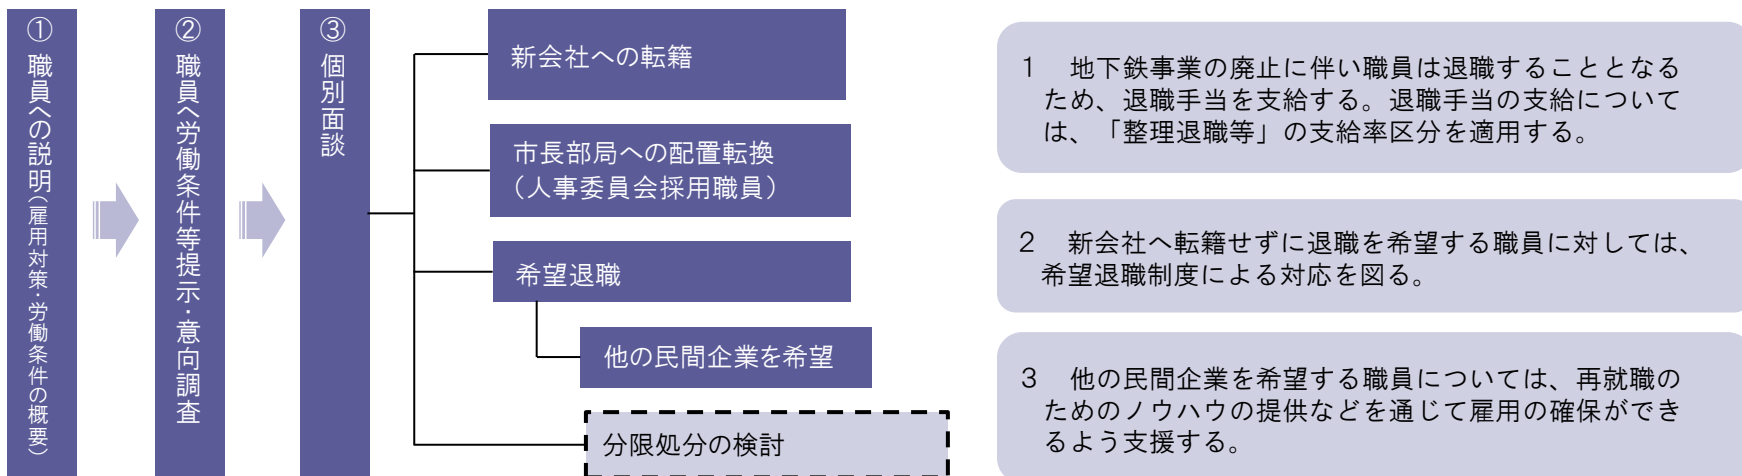 ① 職員への説明（雇用対策・労働条件の概要）
② 職員へ労働条件等提示・意向調査
③ 個別面談
新会社への転籍
市長部局への配置転換
（人事委員会採用職員）
希望退職
他の民間企業を希望
分限処分の検討
１　地下鉄事業の廃止に伴い職員は退職することとなる
ため、退職手当を支給する。退職手当の支給について
は、「整理退職等」の支給率区分を適用する。
２　新会社へ転籍せずに退職を希望する職員に対しては、
希望退職制度による対応を図る。
３　他の民間企業を希望する職員については、再就職の
ためのノウハウの提供などを通じて雇用の確保ができ
るよう支援する。